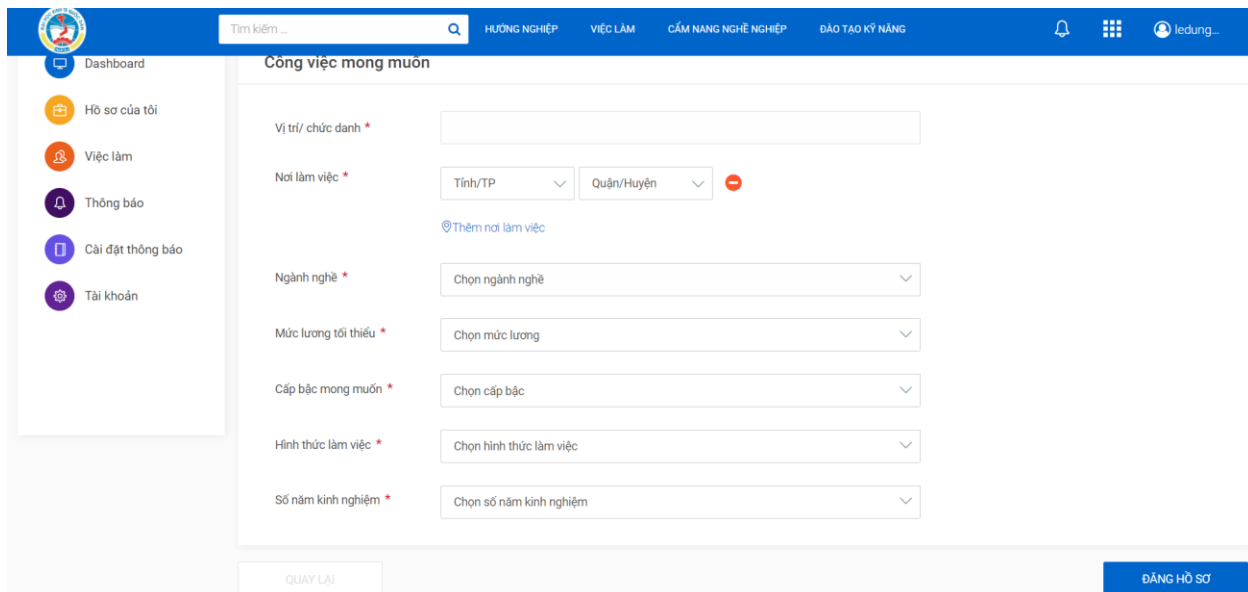 Tìm kiếm ...
HƯỚNG NGHIỆP
VIỆC LÀM
CẨM NANG NGHỀ NGHIỆP
ĐÀO TẠO KỸ NĂNG
ledung...
Dashboard
Hồ sơ của tôi
Việc làm
Thông báo
Cài đặt thông báo
Tài khoản
Công việc mong muốn
Vị trí/ chức danh *
Nơi làm việc *
Tỉnh/TP
Quận/Huyện
Thêm nơi làm việc
Ngành nghề *
Chọn ngành nghề
Mức lương tối thiểu *
Chọn mức lương
Cấp bậc mong muốn *
Chọn cấp bậc
Hình thức làm việc *
Chọn hình thức làm việc
Số năm kinh nghiệm *
Chọn số năm kinh nghiệm
QUAY LẠI
ĐĂNG HỒ SƠ